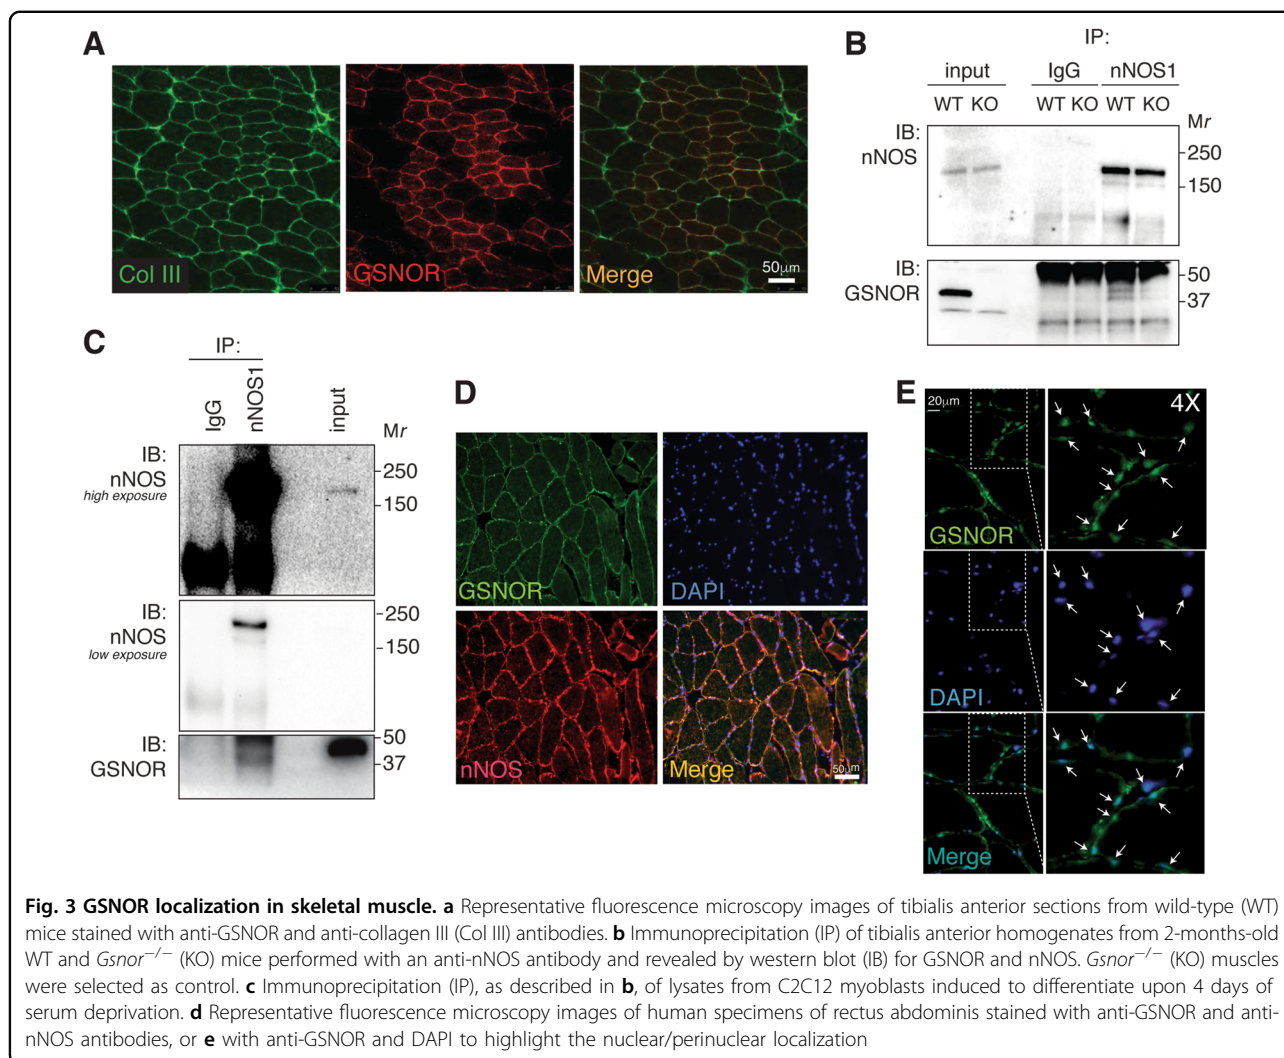 A
Col III
GSNOR
Merge
50µm
B
IP:
input IgG nNOS1
WT KO WT KO WT KO
IB:
nNOS
Mr
250
150
IB:
GSNOR
50
37
C
IP:
IgG
nNOS1
input
Mr
IB:
nNOS
high exposure
250
150
IB:
nNOS
low exposure
250
150
IB:
GSNOR
50
37
D
GSNOR
DAPI
nNOS
Merge
50µm
E
20µm
4X
GSNOR
DAPI
Merge
Fig. 3 GSNOR localization in skeletal muscle. a Representative fluorescence microscopy images of tibialis anterior sections from wild-type (WT)
mice stained with anti-GSNOR and anti-collagen III (Col III) antibodies. b Immunoprecipitation (IP) of tibialis anterior homogenates from 2-months-old
WT and Gsnor−/− (KO) mice performed with an anti-nNOS antibody and revealed by western blot (IB) for GSNOR and nNOS. Gsnor−/− (KO) muscles
were selected as control. c Immunoprecipitation (IP), as described in b, of lysates from C2C12 myoblasts induced to differentiate upon 4 days of
serum deprivation. d Representative fluorescence microscopy images of human specimens of rectus abdominis stained with anti-GSNOR and anti-
nNOS antibodies, or e with anti-GSNOR and DAPI to highlight the nuclear/perinuclear localization